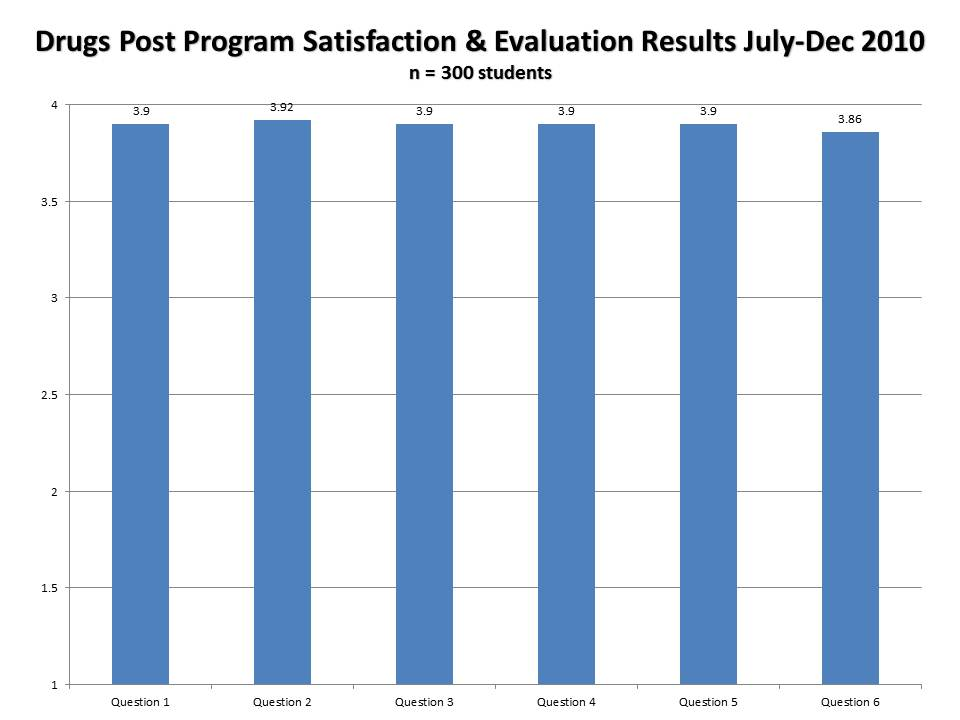 Drugs Post Program Satisfaction & Evaluation Results July-Dec 2010
n = 300 students
4
3.5
3
2.5
2
1.5
1
3.9
3.92
3.9
3.9
3.9
3.86
Question 1
Question 2
Question 3
Question 4
Question 5
Question 6